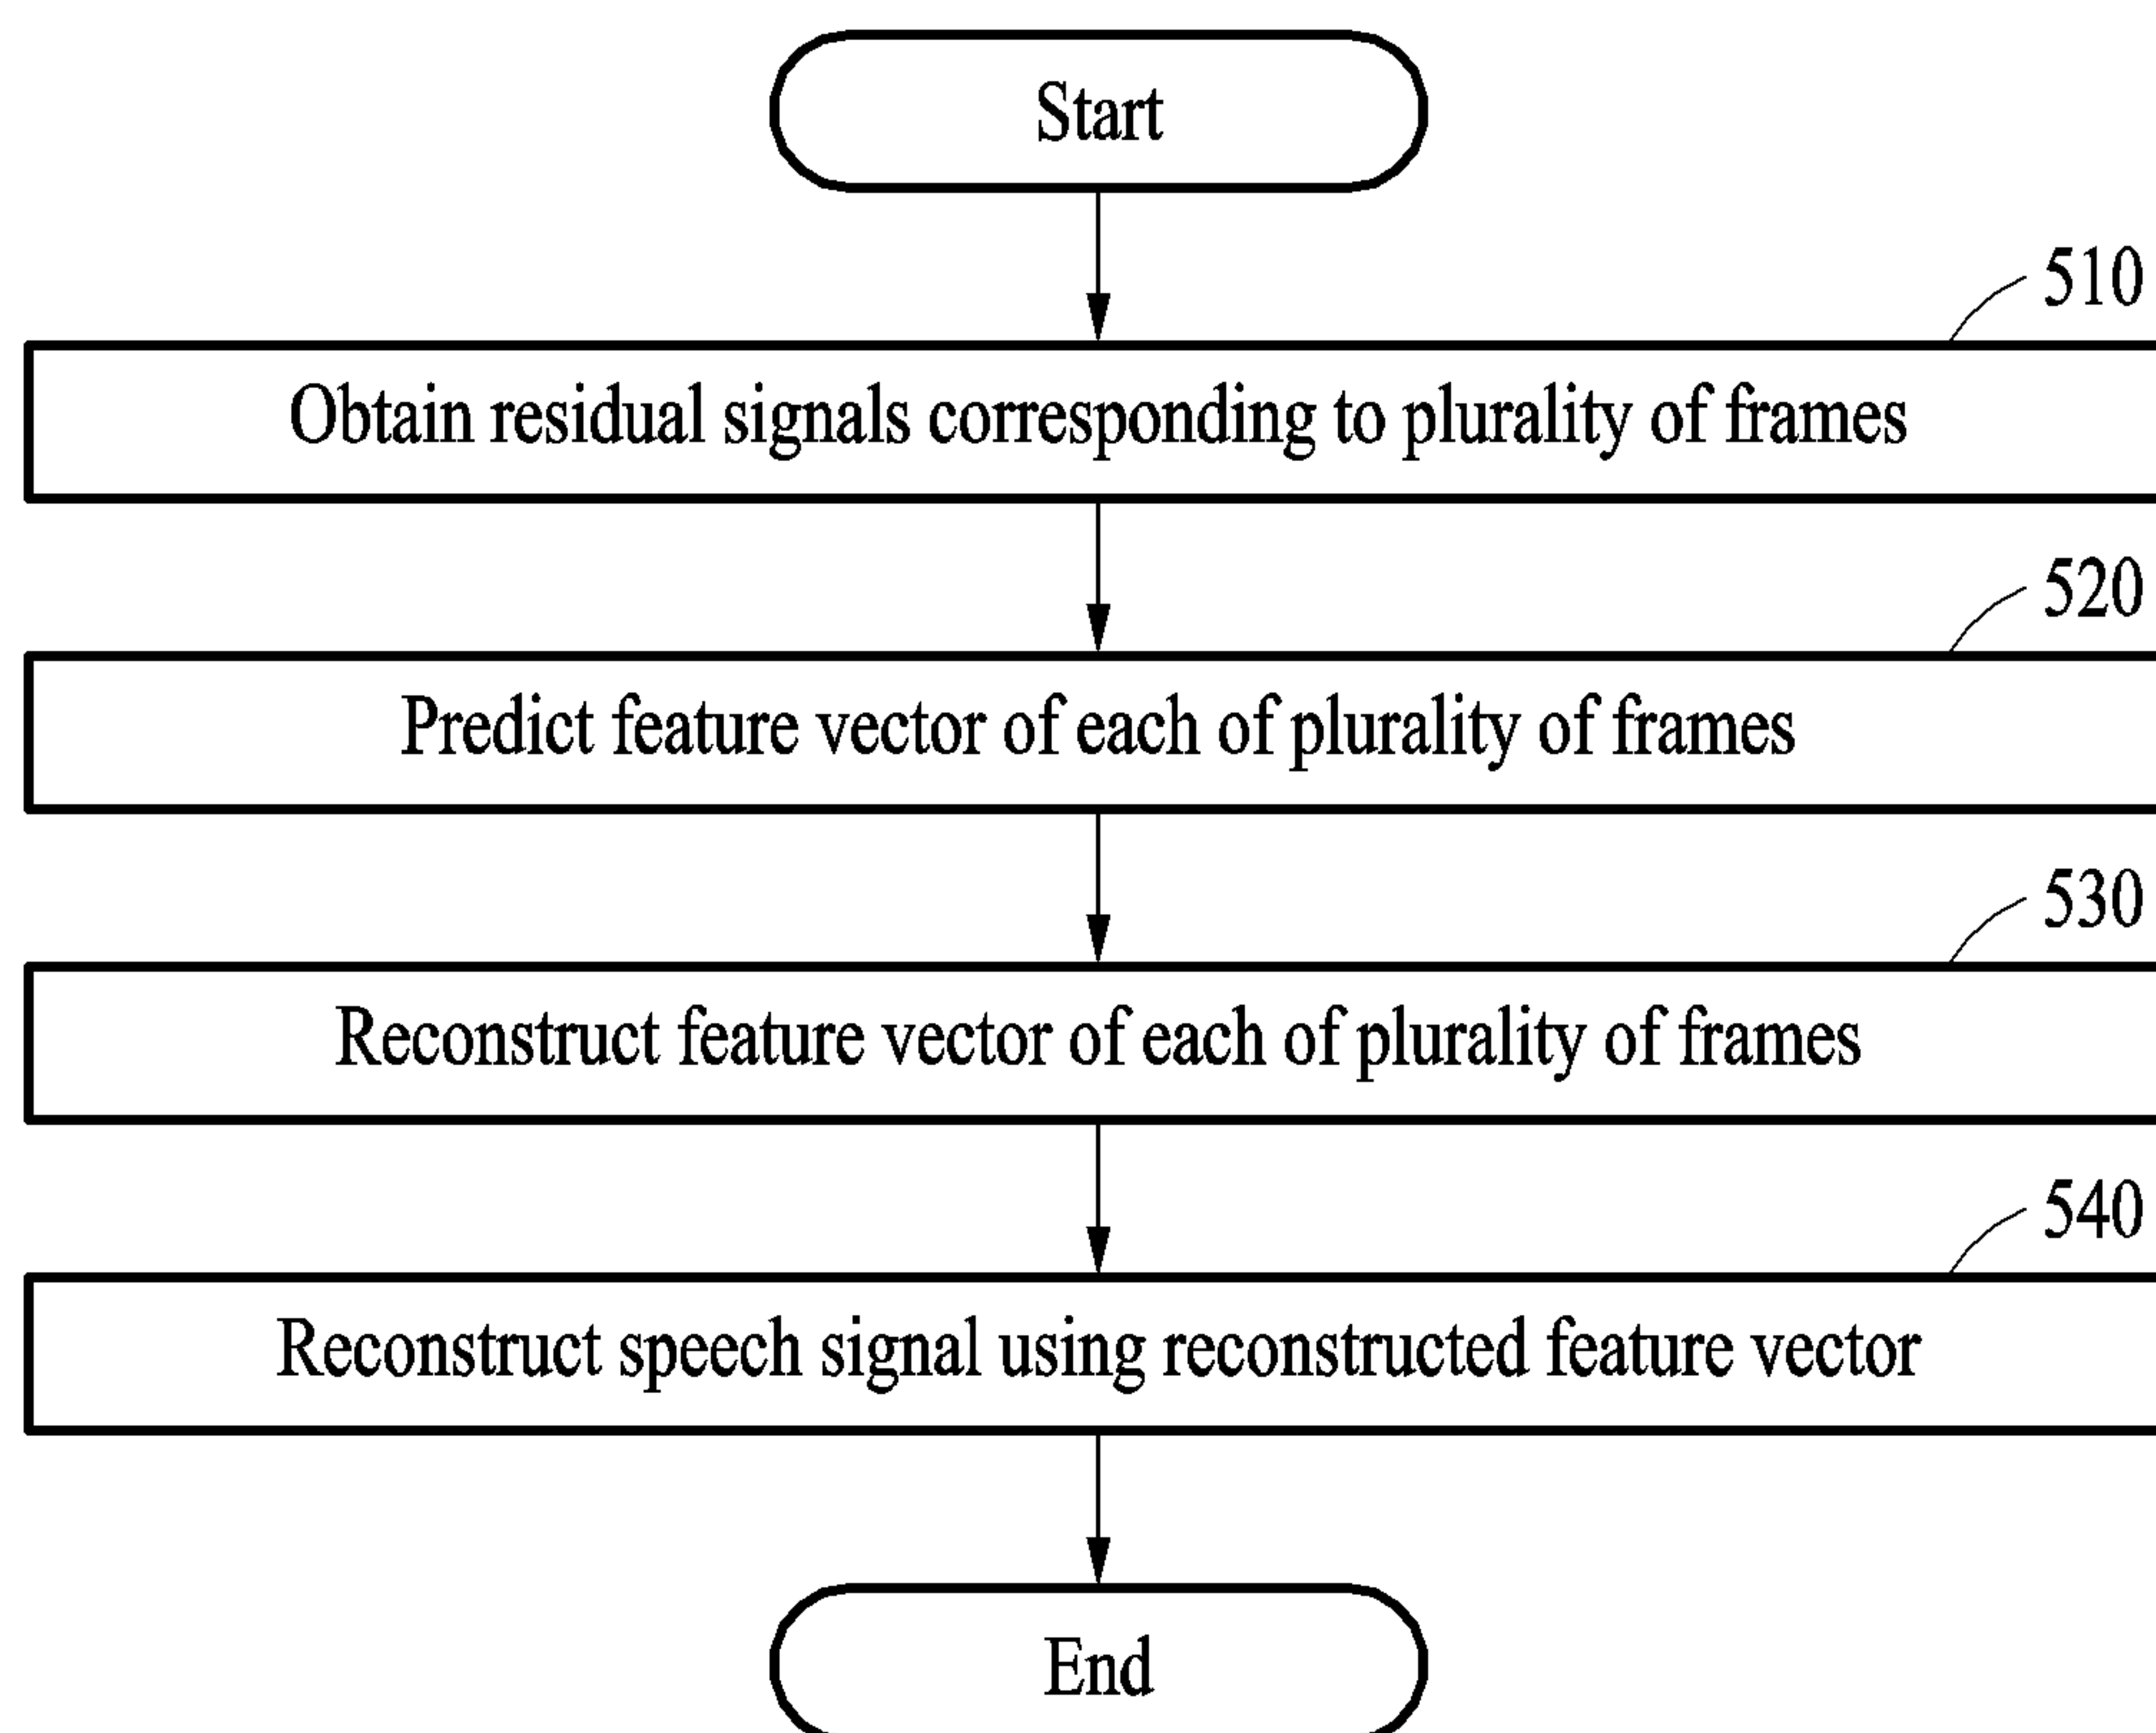 Start
510
Obtain residual signals corresponding to plurality of frames
520
Predict feature vector of each of plurality of frames
530
Reconstruct feature vector of each of plurality of frames
540
Reconstruct speech signal using reconstructed feature vector
End